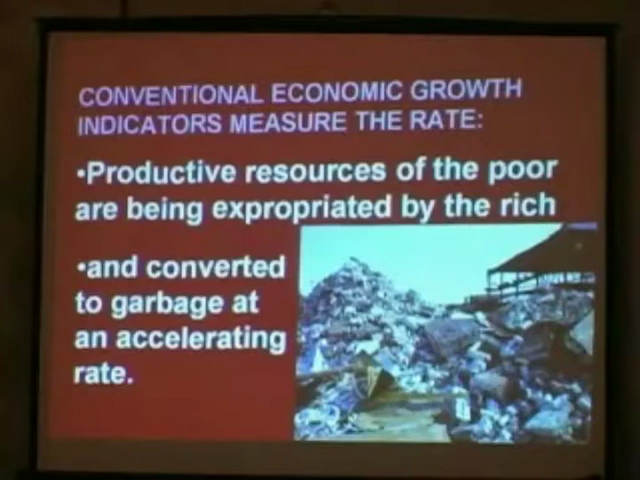 CONVENTIONAL ECONOMIC GROWTH
INDICATORS MEASURE THE RATE:
•Productive resources of the poor
are being expropriated by the rich
•and converted
to garbage at
an accelerating
rate.